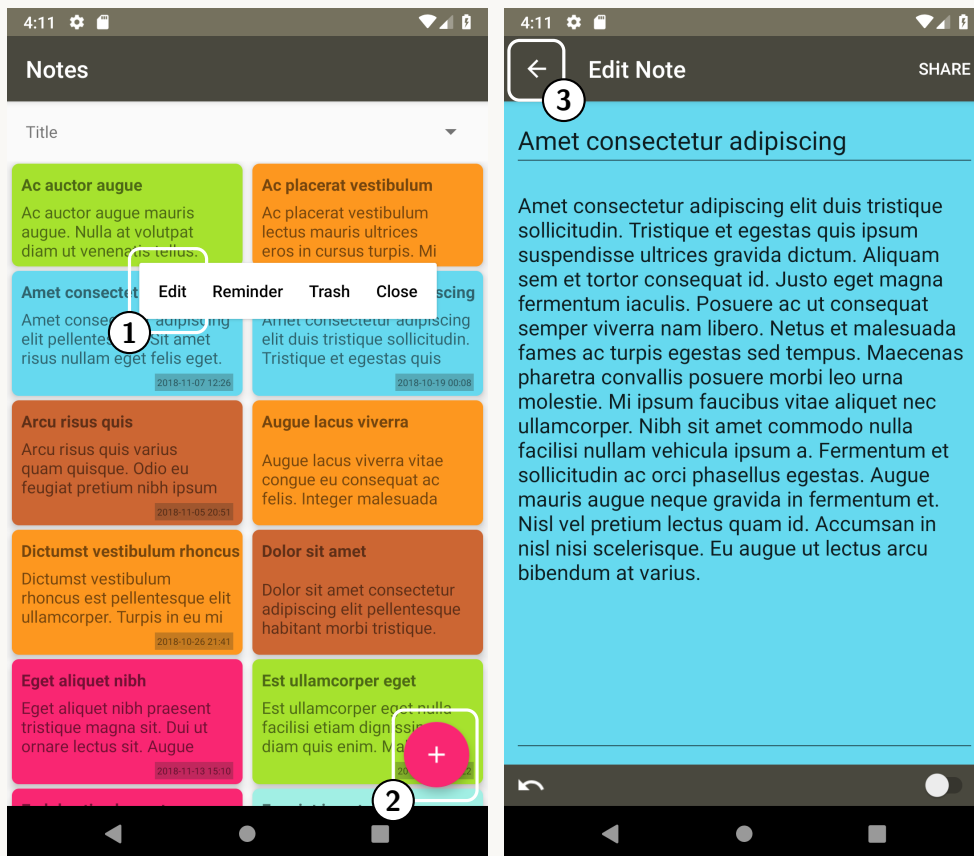 4:11
Notes
Title
Ac auctor augue
Ac auctor augue mauris
augue. Nulla at volutpat
diam ut venenatis tellus.
Ac placerat vestibulum
Ac placerat vestibulum
lectus mauris ultrices
eros in cursus turpis. Mi
Edit Reminder Trash Close
1
Amet consectet
Amet consec adipiscing
elit pellentes Sit amet
risus nullam eget felis eget.
2018-11-07 12:26
scing
Amet consectetur adipiscing
elit duis tristique sollicitudin.
Tristique et egestas quis
2018-10-19 00:08
Arcu risus quis
Arcu risus quis varius
quam quisque. Odio eu
feugiat pretium nibh ipsum
2018-11-05 20:51
Augue lacus viverra
Augue lacus viverra vitae
congue eu consequat ac
felis. Integer malesuada
Dictumst vestibulum rhoncus
Dictumst vestibulum
rhoncus est pellentesque elit
ullamcorper. Turpis in eu mi
2018-10-26 21:41
Dolor sit amet
Dolor sit amet consectetur
adipiscing elit pellentesque
habitant morbi tristique.
Eget aliquet nibh
Eget aliquet nibh praesent
tristique magna sit. Dui ut
ornare lectus sit. Augue
2018-11-13 15:10
Est ullamcorper eget
Est ullamcorper eget nulla
facilisi etiam dignissim
diam quis enim. Ma
+
2
4:11
3
Edit Note
SHARE
Amet consectetur adipiscing
Amet consectetur adipiscing elit duis tristique
sollicitudin. Tristique et egestas quis ipsum
suspendisse ultrices gravida dictum. Aliquam
sem et tortor consequat id. Justo eget magna
fermentum iaculis. Posuere ac ut consequat
semper viverra nam libero. Netus et malesuada
fames ac turpis egestas sed tempus. Maecenas
pharetra convallis posuere morbi leo urna
molestie. Mi ipsum faucibus vitae aliquet nec
ullamcorper. Nibh sit amet commodo nulla
facilisi nullam vehicula ipsum a. Fermentum et
sollicitudin ac orci phasellus egestas. Augue
mauris augue neque gravida in fermentum et.
Nisl vel pretium lectus quam id. Accumsan in
nisl nisi scelerisque. Eu augue ut lectus arcu
bibendum at varius.